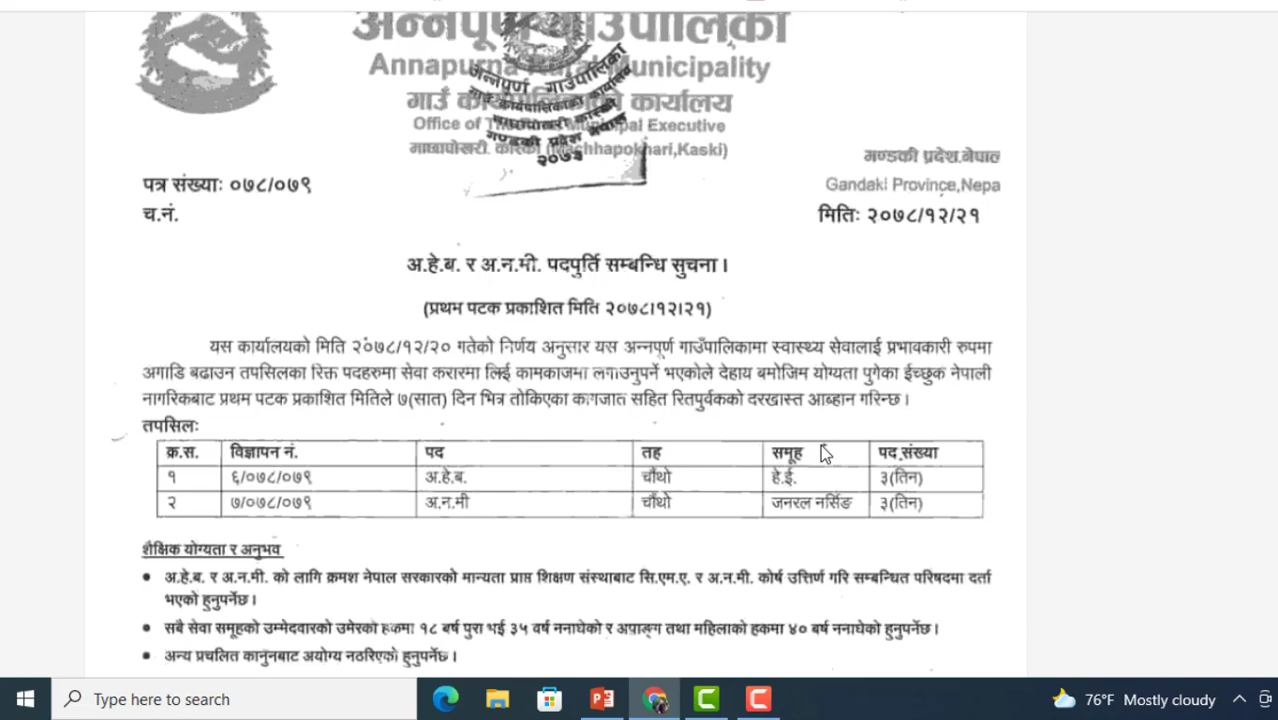 अन्नपूर्ण गाउँपालिका
Annapurna Rural Municipality
अन्नपूर्ण गाउपालिका
गाउँ कार्यपालिकाको कार्यालय
Office of Municipal Executive
गण्डकी प्रदेश नेपाल
२०७३
कास्की (Machhapokhari,Kaski)
गण्डकी प्रदेश,नेपाल
Gandaki Province,Nepa
पत्र संख्याः ०७८/०७९
च.नं.
मितिः २०७८/१२/२१
अ.हे.ब. र अ.न.मी. पदपुर्ति सम्बन्धि सुचना ।
(प्रथम पटक प्रकाशित मिति २०७८।१२।२१)
यस कार्यालयको मिति २०७८/१२/२० गतेको निर्णय अनुसार यस अन्नपूर्ण गाउँपालिकामा स्वास्थ्य सेवालाई प्रभावकारी रुपमा
अगाडि बढाउन तपसिलका रिक्त पदहरुमा सेवा करारमा लिई कामकाजमा लगाउनुपर्ने भएकोले देहाय बमोजिम योग्यता पुगेका ईच्छुक नेपाली
नागरिकबाट प्रथम पटक प्रकाशित मितिले ७(सात) दिन भित्र तोकिएका कागजात सहित रितपुर्वकको दरखास्त आब्हान गरिन्छ ।
तपसिलः
क्र.स. विज्ञापन नं. पद तह समूह पद संख्या
१ ६/०७८/०७९ अ.हे.ब. चौंथो हे.ई. ३(तिन)
२ ७/०७८/०७९ अ.न.मी चौंथो जनरल नर्सिङ ३(तिन)
शैक्षिक योग्यता र अनुभव
• अ.हे.ब. र अ.न.मी. को लागि क्रमश नेपाल सरकारको मान्यता प्राप्त शिक्षण संस्थाबाट सि.एम.ए. र अ.न.मी. कोर्ष उत्तिर्ण गरि सम्बन्धित परिषदमा दर्ता
भएको हुनुपर्नेछ ।
• सबै सेवा समूहको उम्मेदवारको उमेरको हकमा १८ बर्ष पुरा भई ३५ वर्ष ननाघेको र अपाङ्ग तथा महिलाको हकमा ४० बर्ष ननाघेको हुनुपर्नेछ ।
• अन्य प्रचलित कानुनबाट अयोग्य नठरिएको हुनुपर्नेछ ।
Type here to search
76°F Mostly cloudy